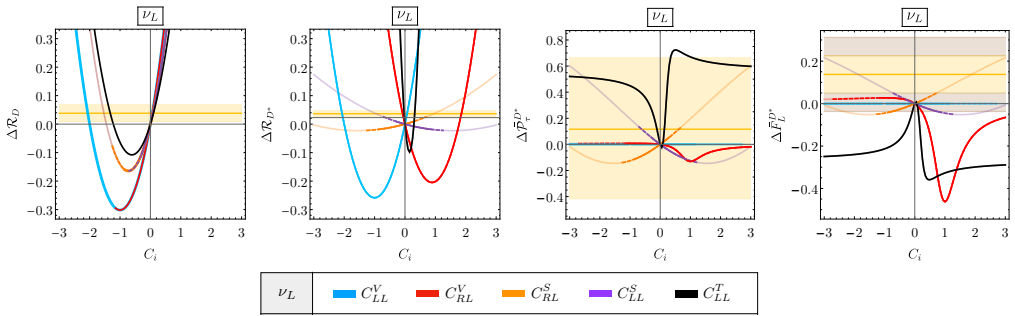 ν_L ν_L ν_L ν_L
ΔR_D
0.3
0.2
0.1
0.0
-0.1
-0.2
-0.3
-3 -2 -1 0 1 2 3
C_i
ΔR_{D*}
0.3
0.2
0.1
0.0
-0.1
-0.2
-0.3
-3 -2 -1 0 1 2 3
C_i
ΔP̄_τ^{D*}
0.8
0.6
0.4
0.2
0.0
-0.2
-0.4
-3 -2 -1 0 1 2 3
C_i
ΔF̄_L^{D*}
0.2
0.0
-0.2
-0.4
-3 -2 -1 0 1 2 3
C_i
ν_L C_{LL}^V C_{RL}^V C_{RL}^S C_{LL}^S C_{LL}^T